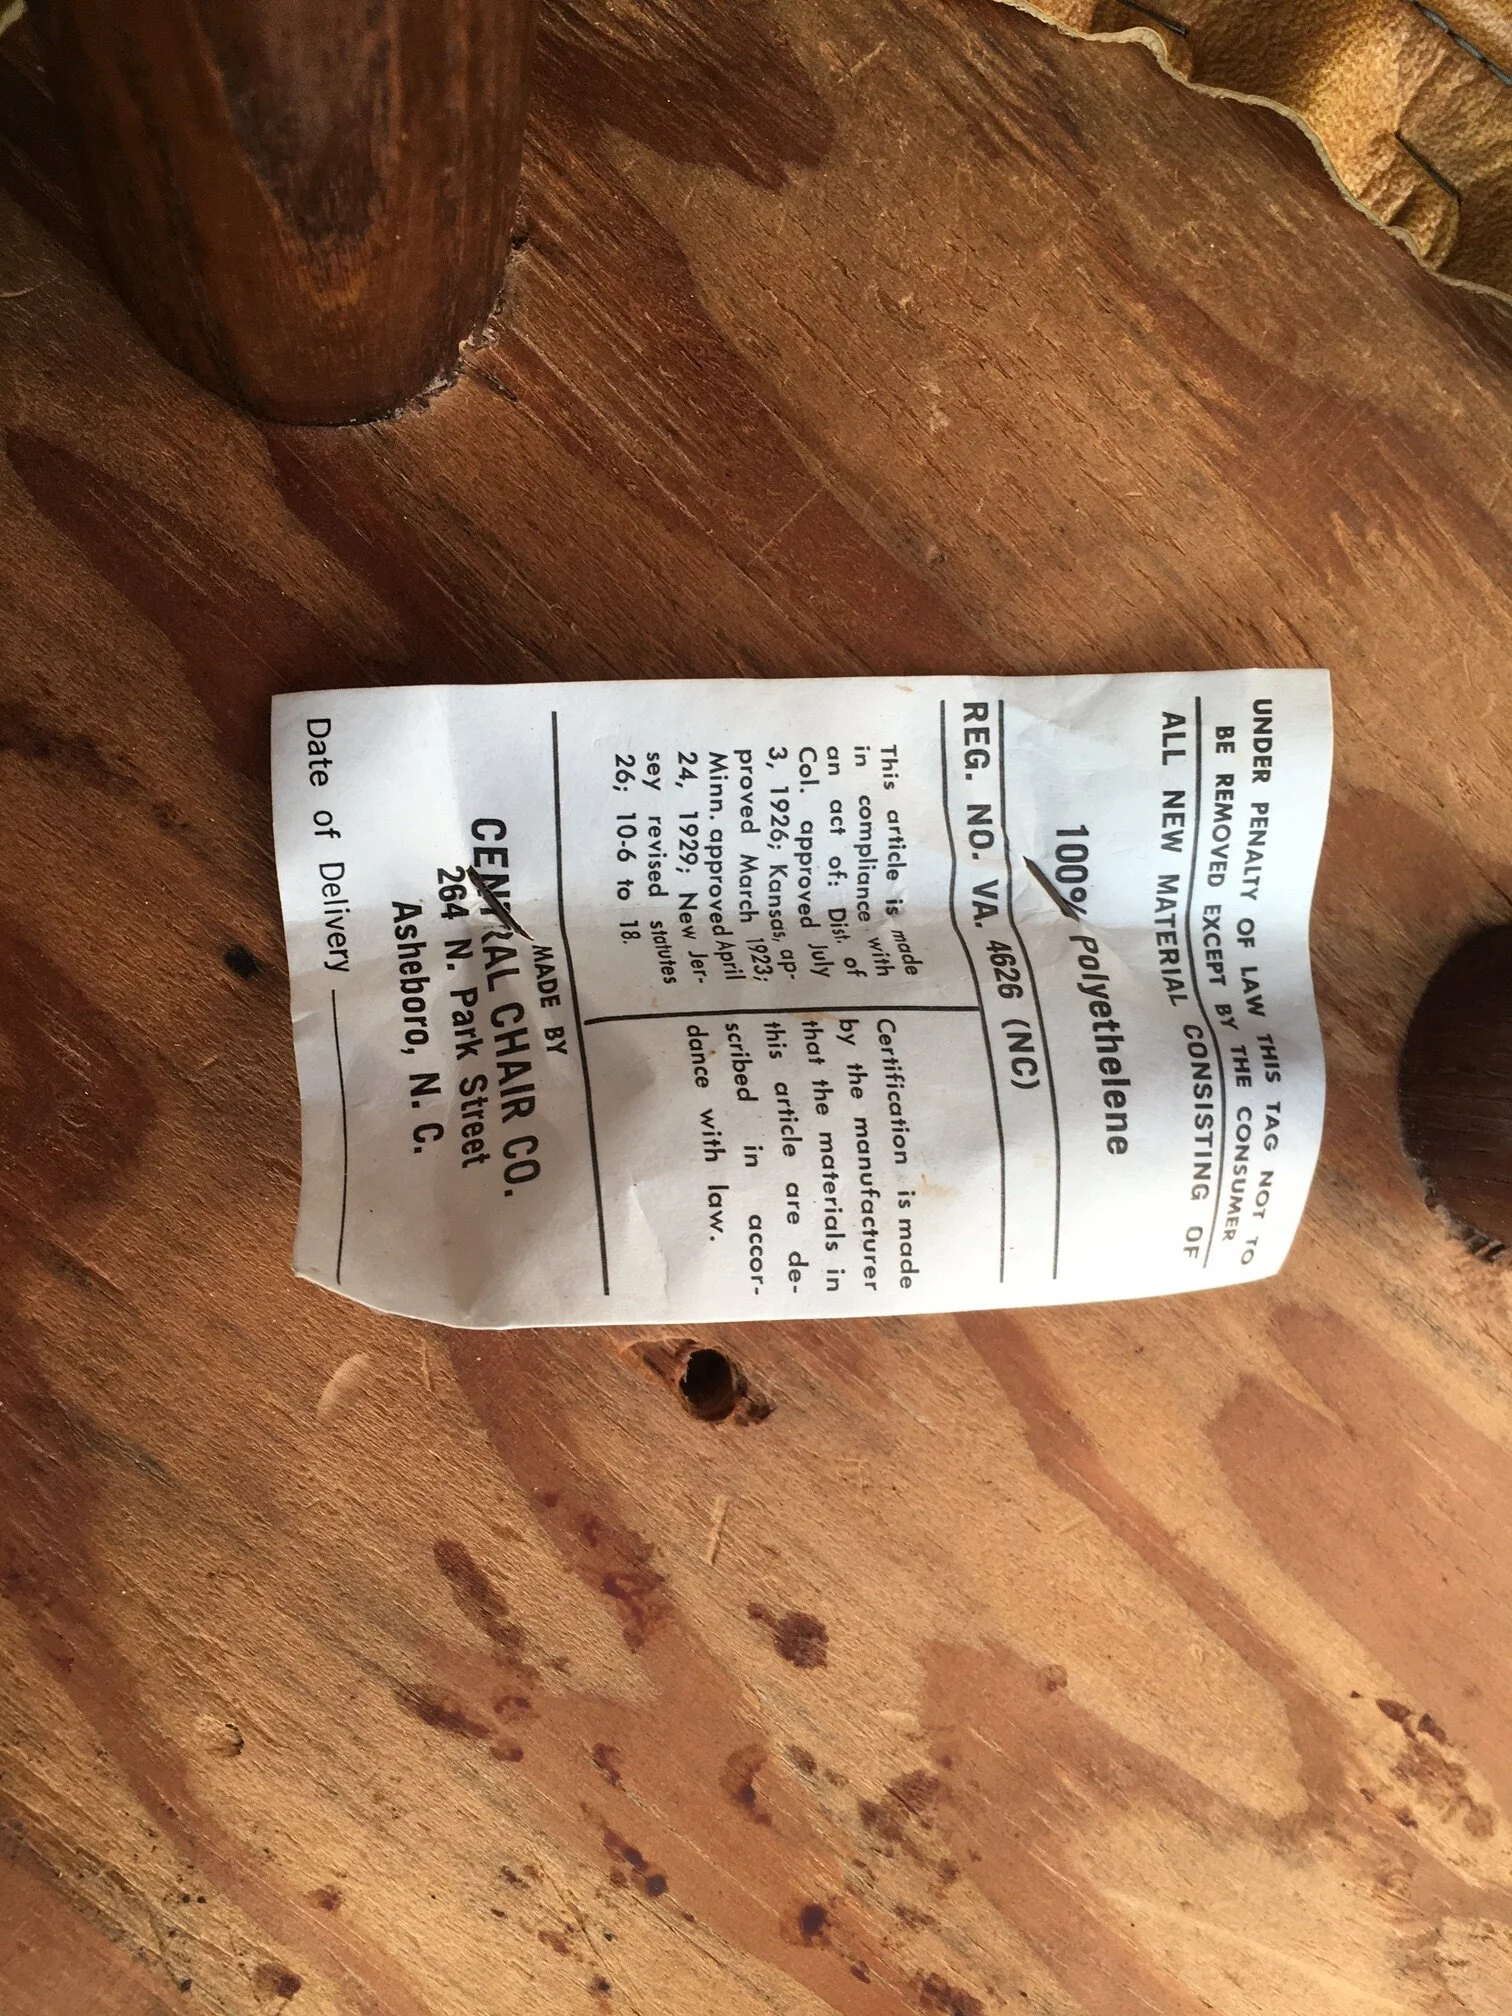 UNDER PENALTY OF LAW THIS TAG NOT TO
BE REMOVED EXCEPT BY THE CONSUMER
ALL NEW MATERIAL CONSISTING OF
100% Polyethelene
REG. NO. VA. 4626 (NC)
This article is made
in compliance with
an act of: Dist. of
Col. approved July
3, 1926; Kansas, ap-
proved March 1923;
Minn. approved April
24, 1929; New Jer-
sey revised statutes
26; 10-6 to 18.
Certification is made
by the manufacturer
that the materials in
this article are de-
scribed in accor-
dance with law.
MADE BY
CENTRAL CHAIR CO.
264 N. Park Street
Asheboro, N. C.
Date of Delivery